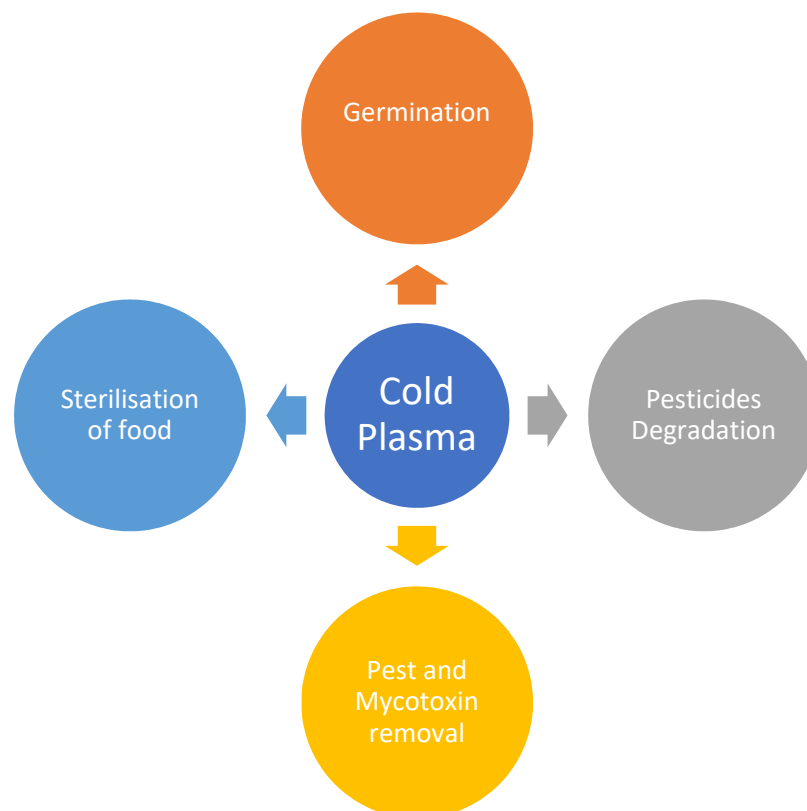 Germination
Sterilisation
of food
Cold
Plasma
Pesticides
Degradation
Pest and
Mycotoxin
removal